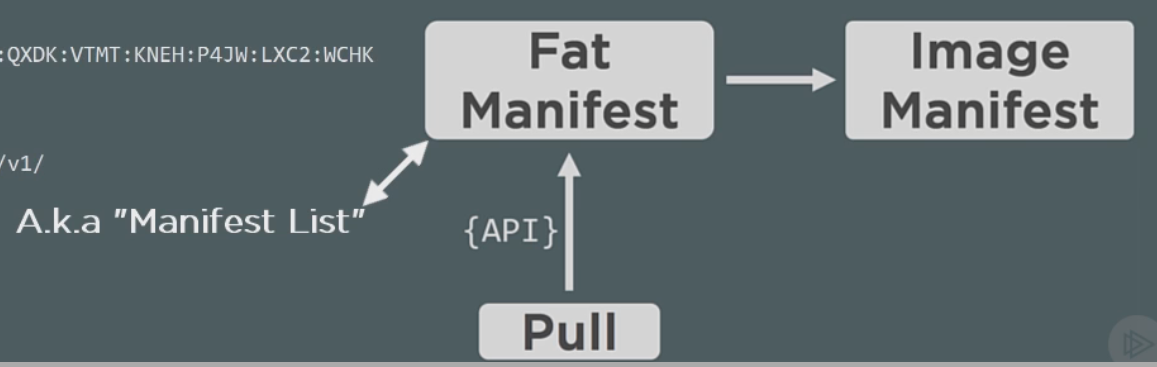 :QXDK:VTMT:KNEH:P4JW:LXC2:WCHK
Fat
Manifest
Image
Manifest
/v1/
A.k.a "Manifest List"
{API}
Pull